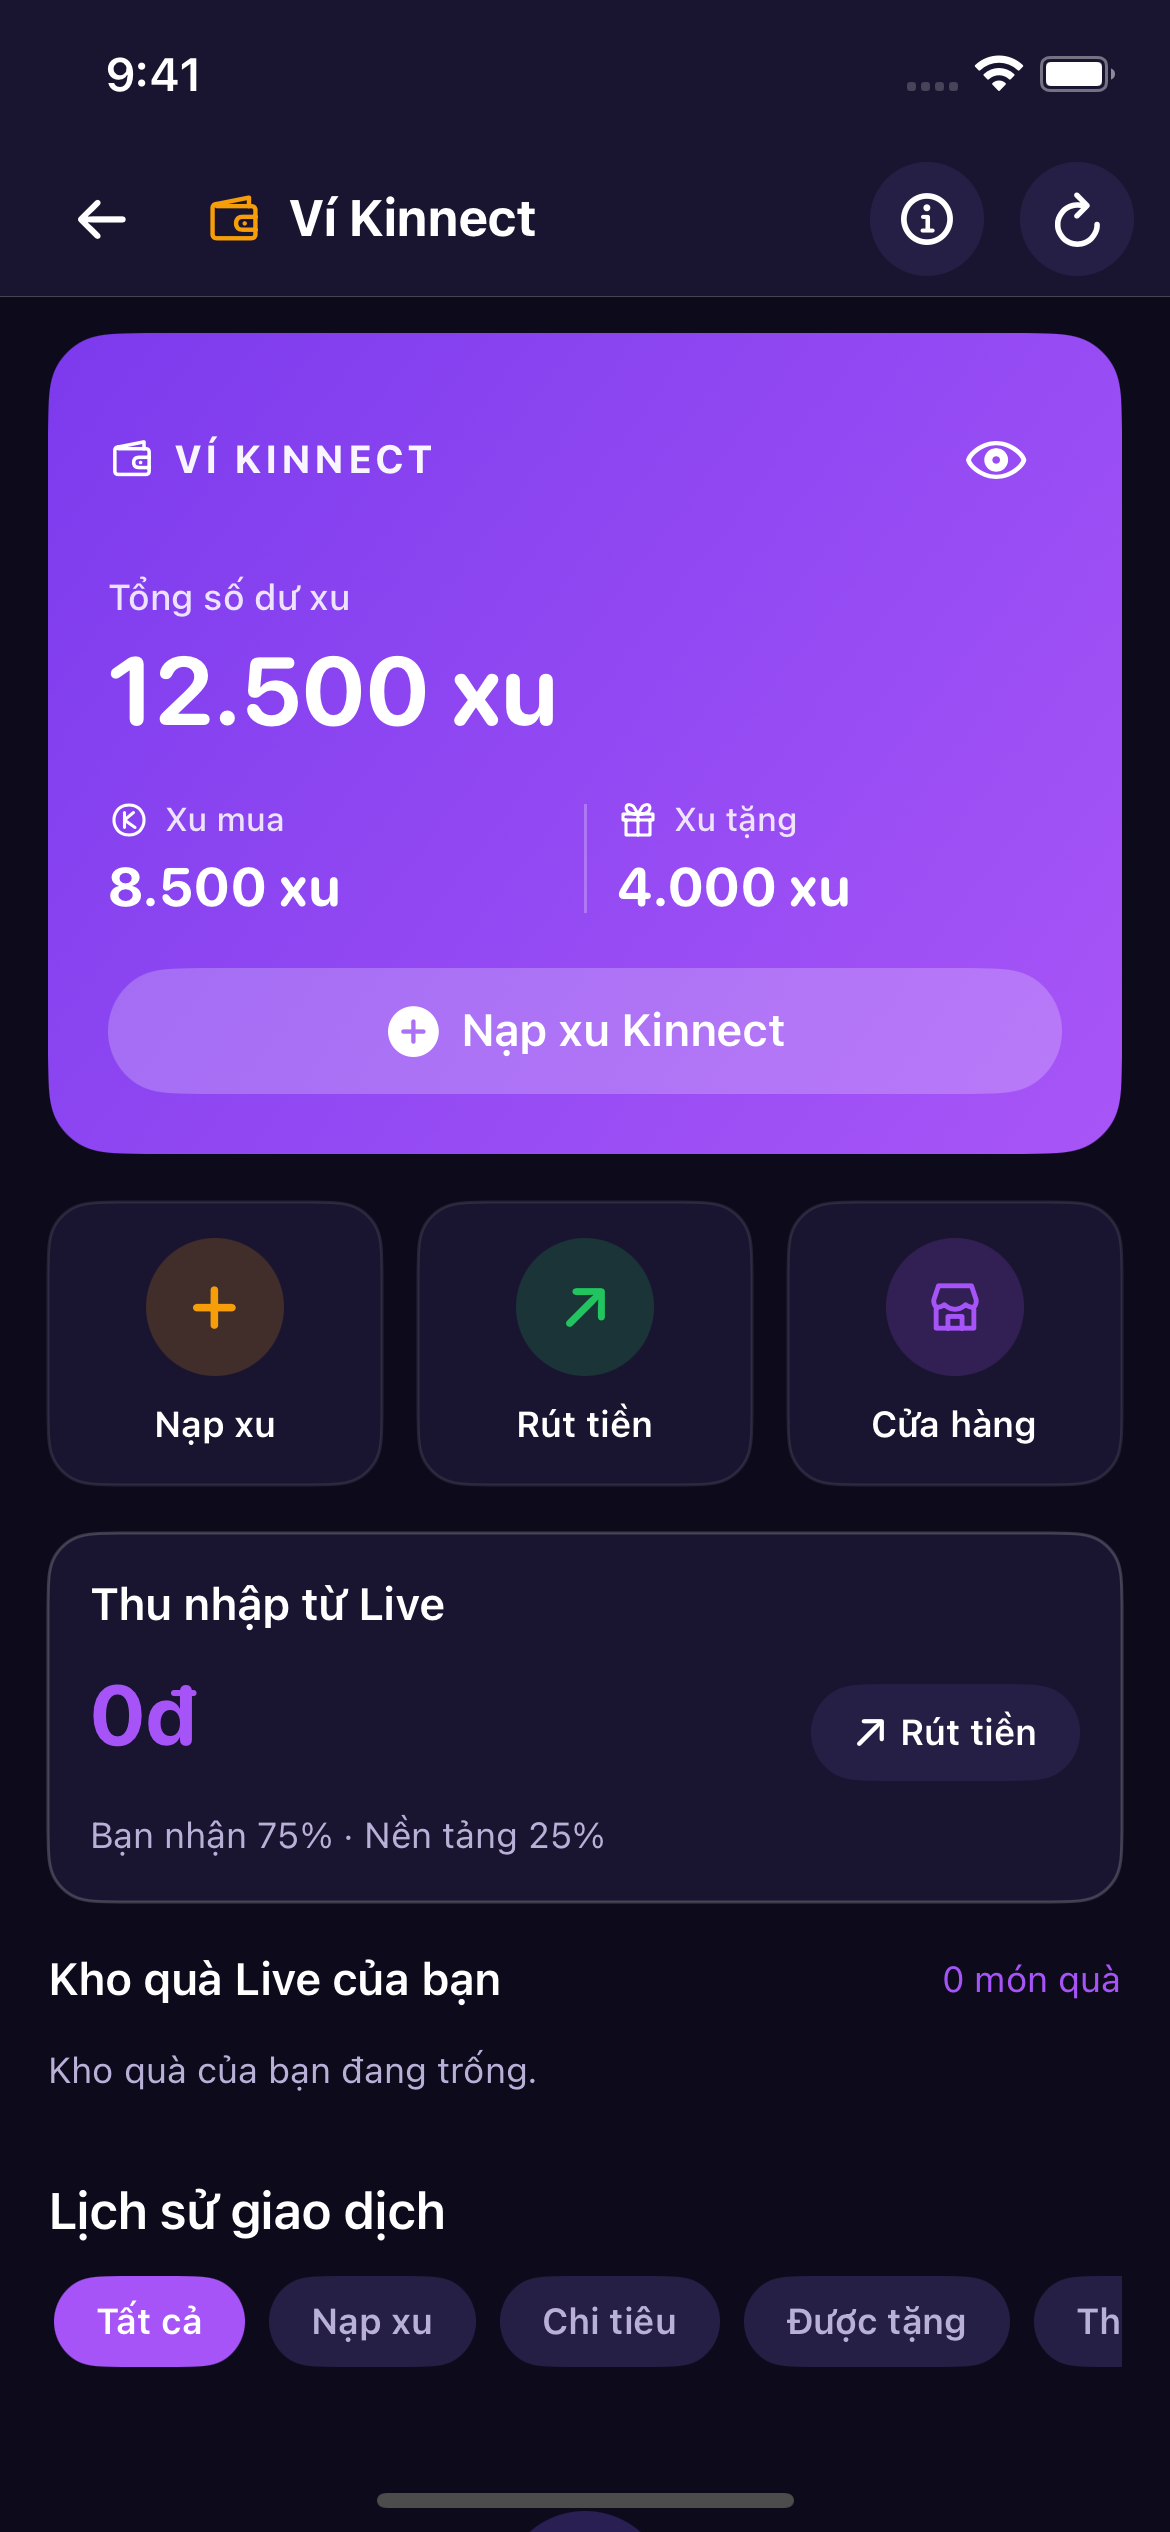 9:41
Ví Kinnect
VÍ KINNECT
Tổng số dư xu
12.500 xu
Xu mua
Xu tặng
8.500 xu
4.000 xu
Nạp xu Kinnect
Nạp xu
Rút tiền
Cửa hàng
Thu nhập từ Live
0đ
Rút tiền
Bạn nhận 75% · Nền tảng 25%
Kho quà Live của bạn
0 món quà
Kho quà của bạn đang trống.
Lịch sử giao dịch
Tất cả
Nạp xu
Chi tiêu
Được tặng
Th